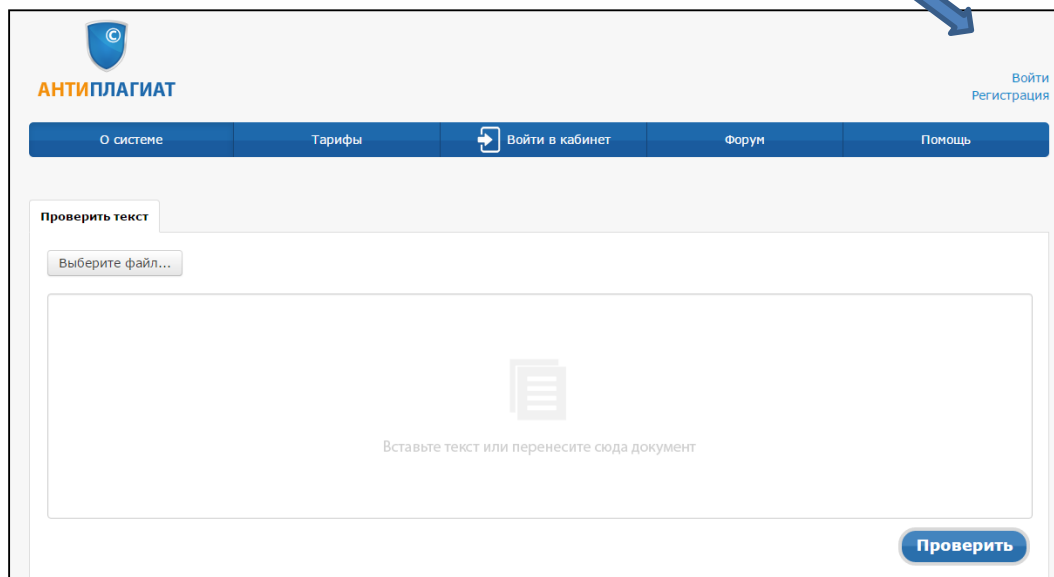 ©
АНТИПЛАГИАТ
Войти
Регистрация
О системе Тарифы Войти в кабинет Форум Помощь
Проверить текст
Выберите файл...
Вставьте текст или перенесите сюда документ
Проверить